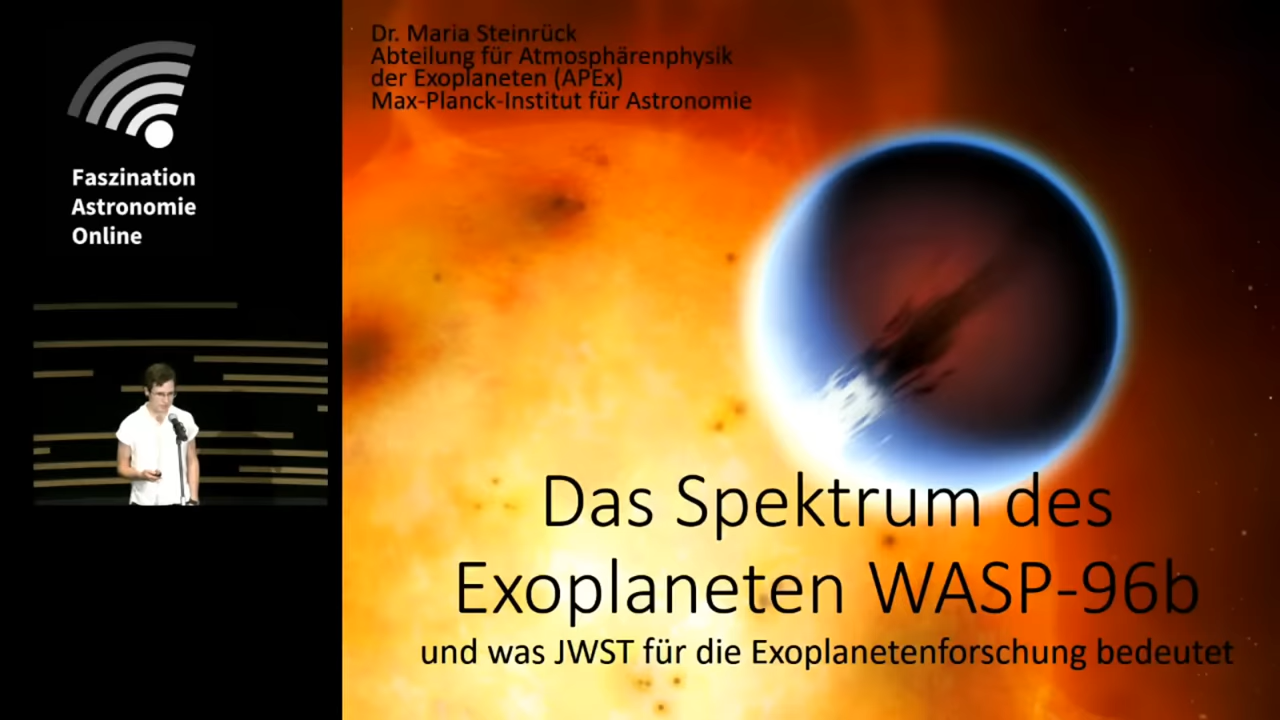 Faszination
Astronomie
Online
Dr. Maria Steinrück
Abteilung für Atmosphärenphysik
der Exoplaneten (APEx)
Max-Planck-Institut für Astronomie
Das Spektrum des
Exoplaneten WASP-96b
und was JWST für die Exoplanetenforschung bedeutet